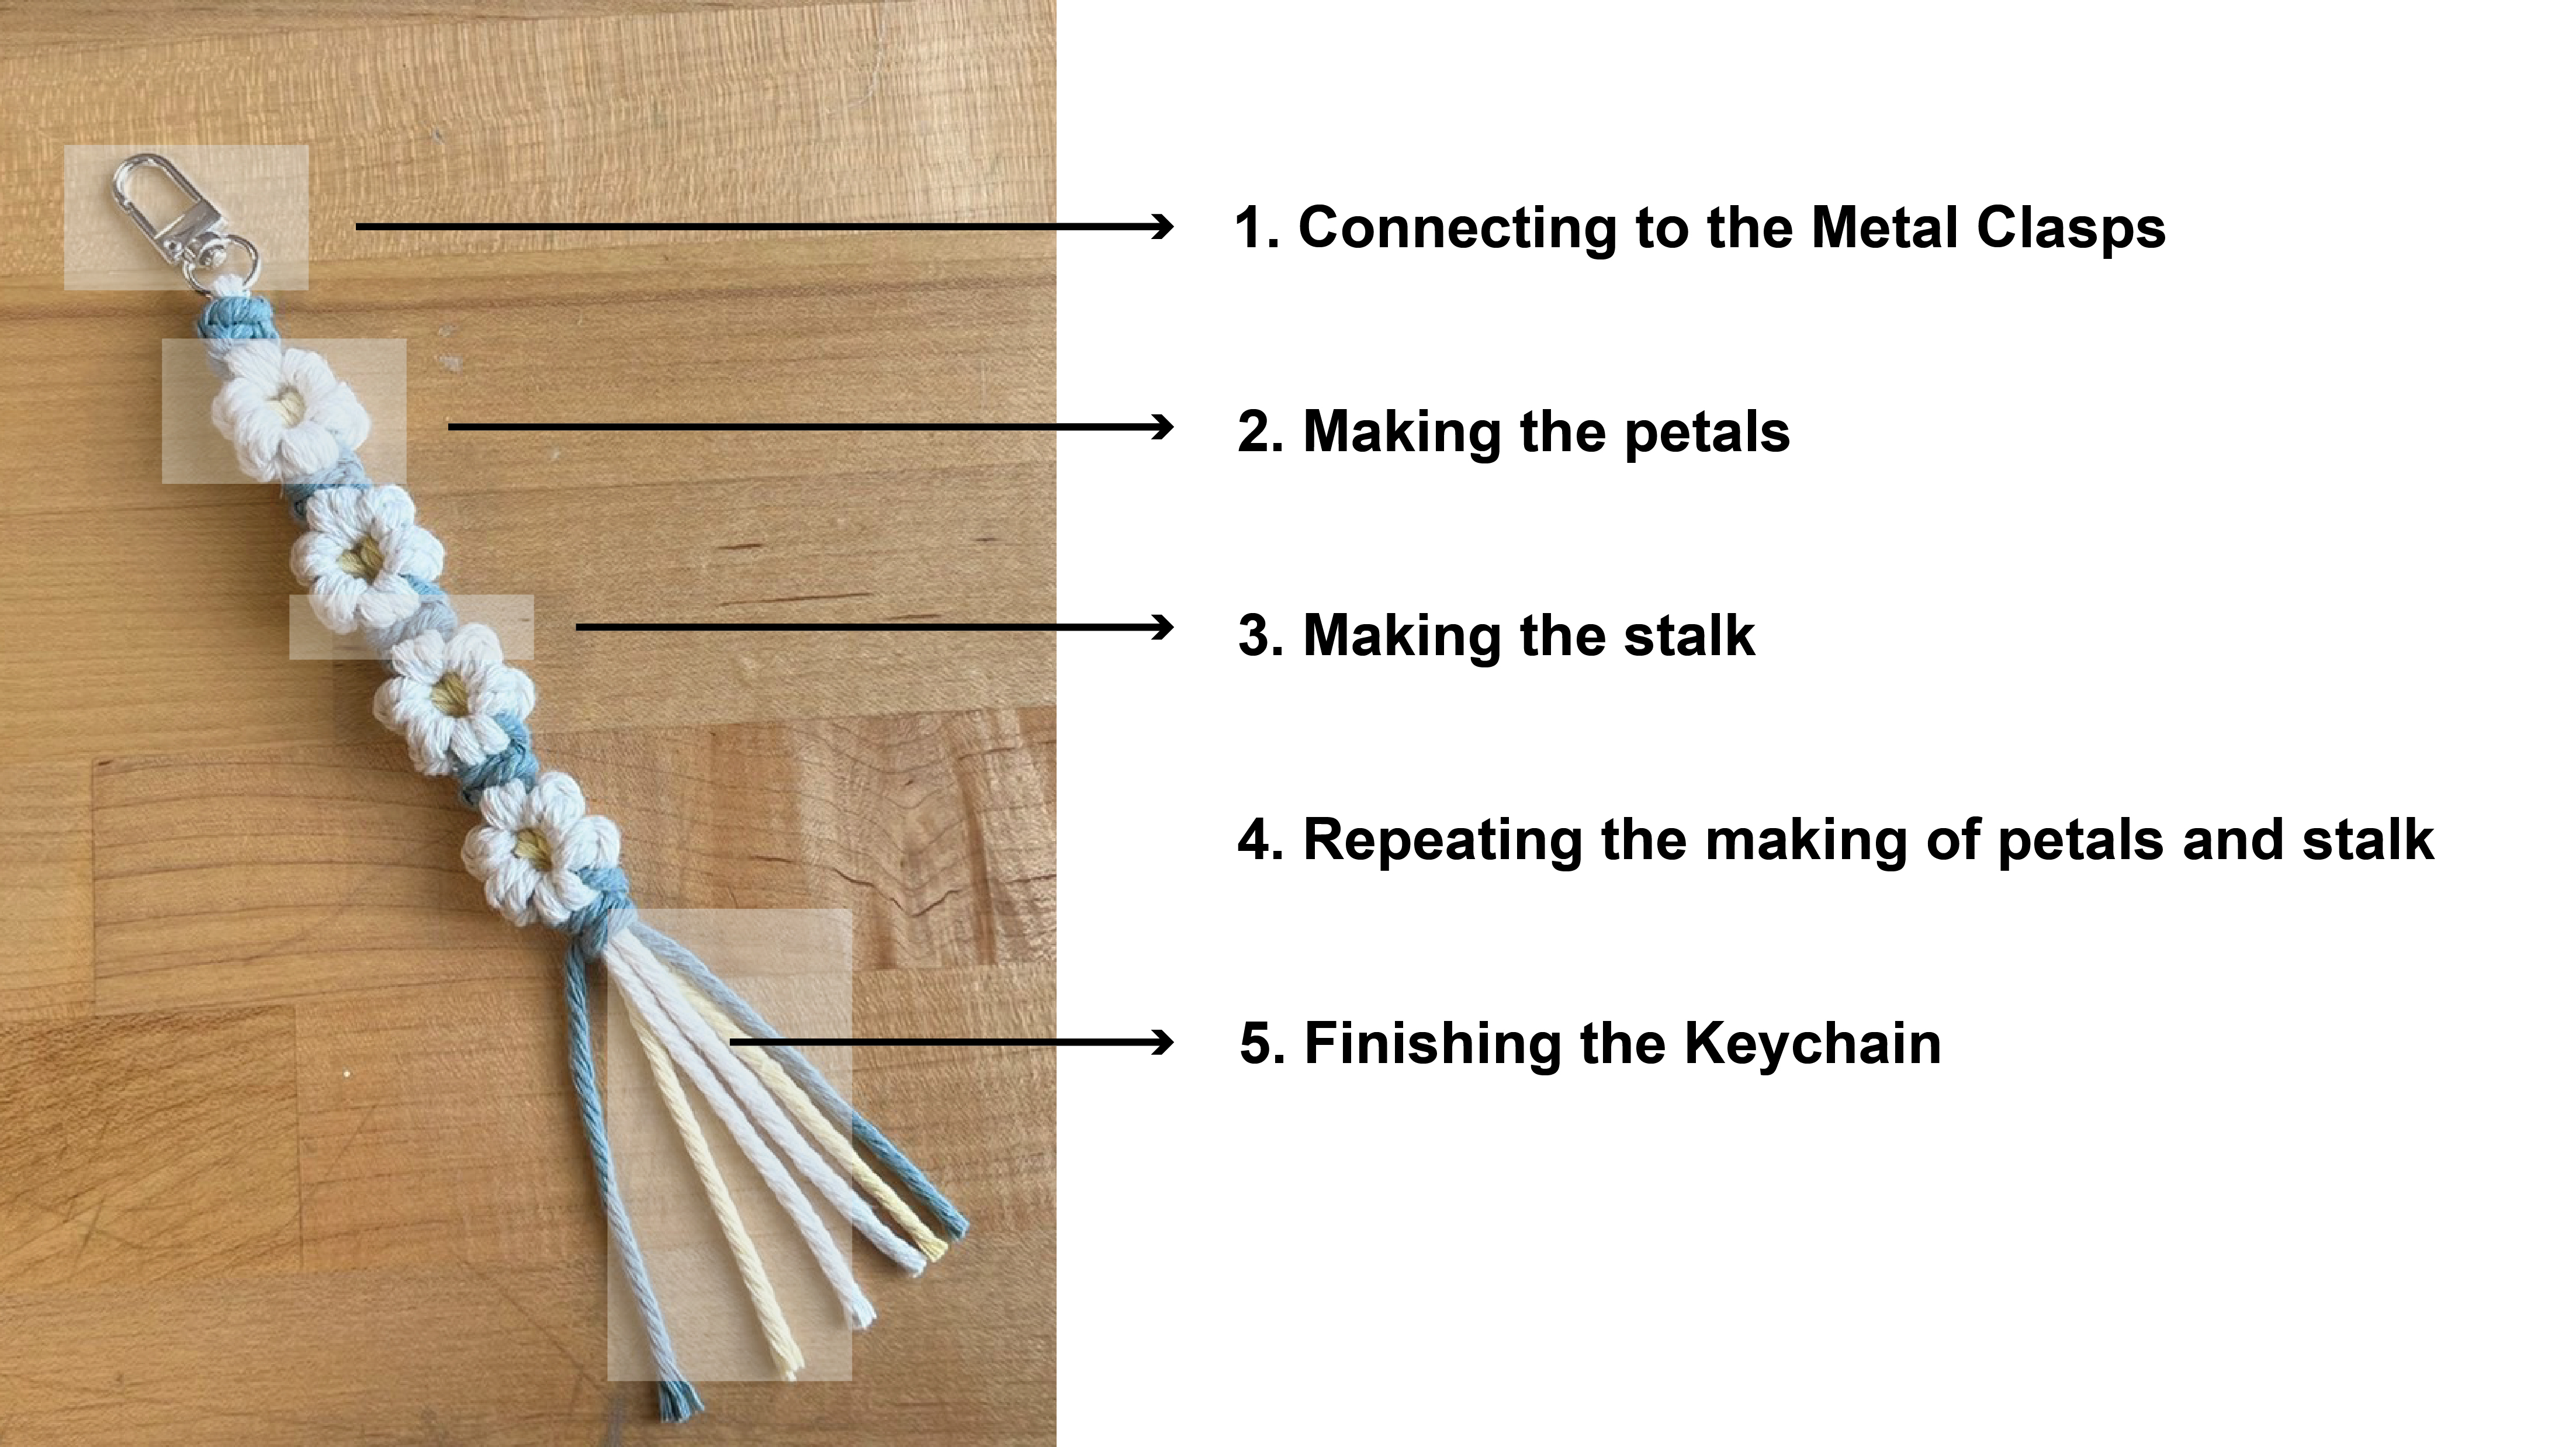 1. Connecting to the Metal Clasps
2. Making the petals
3. Making the stalk
4. Repeating the making of petals and stalk
5. Finishing the Keychain